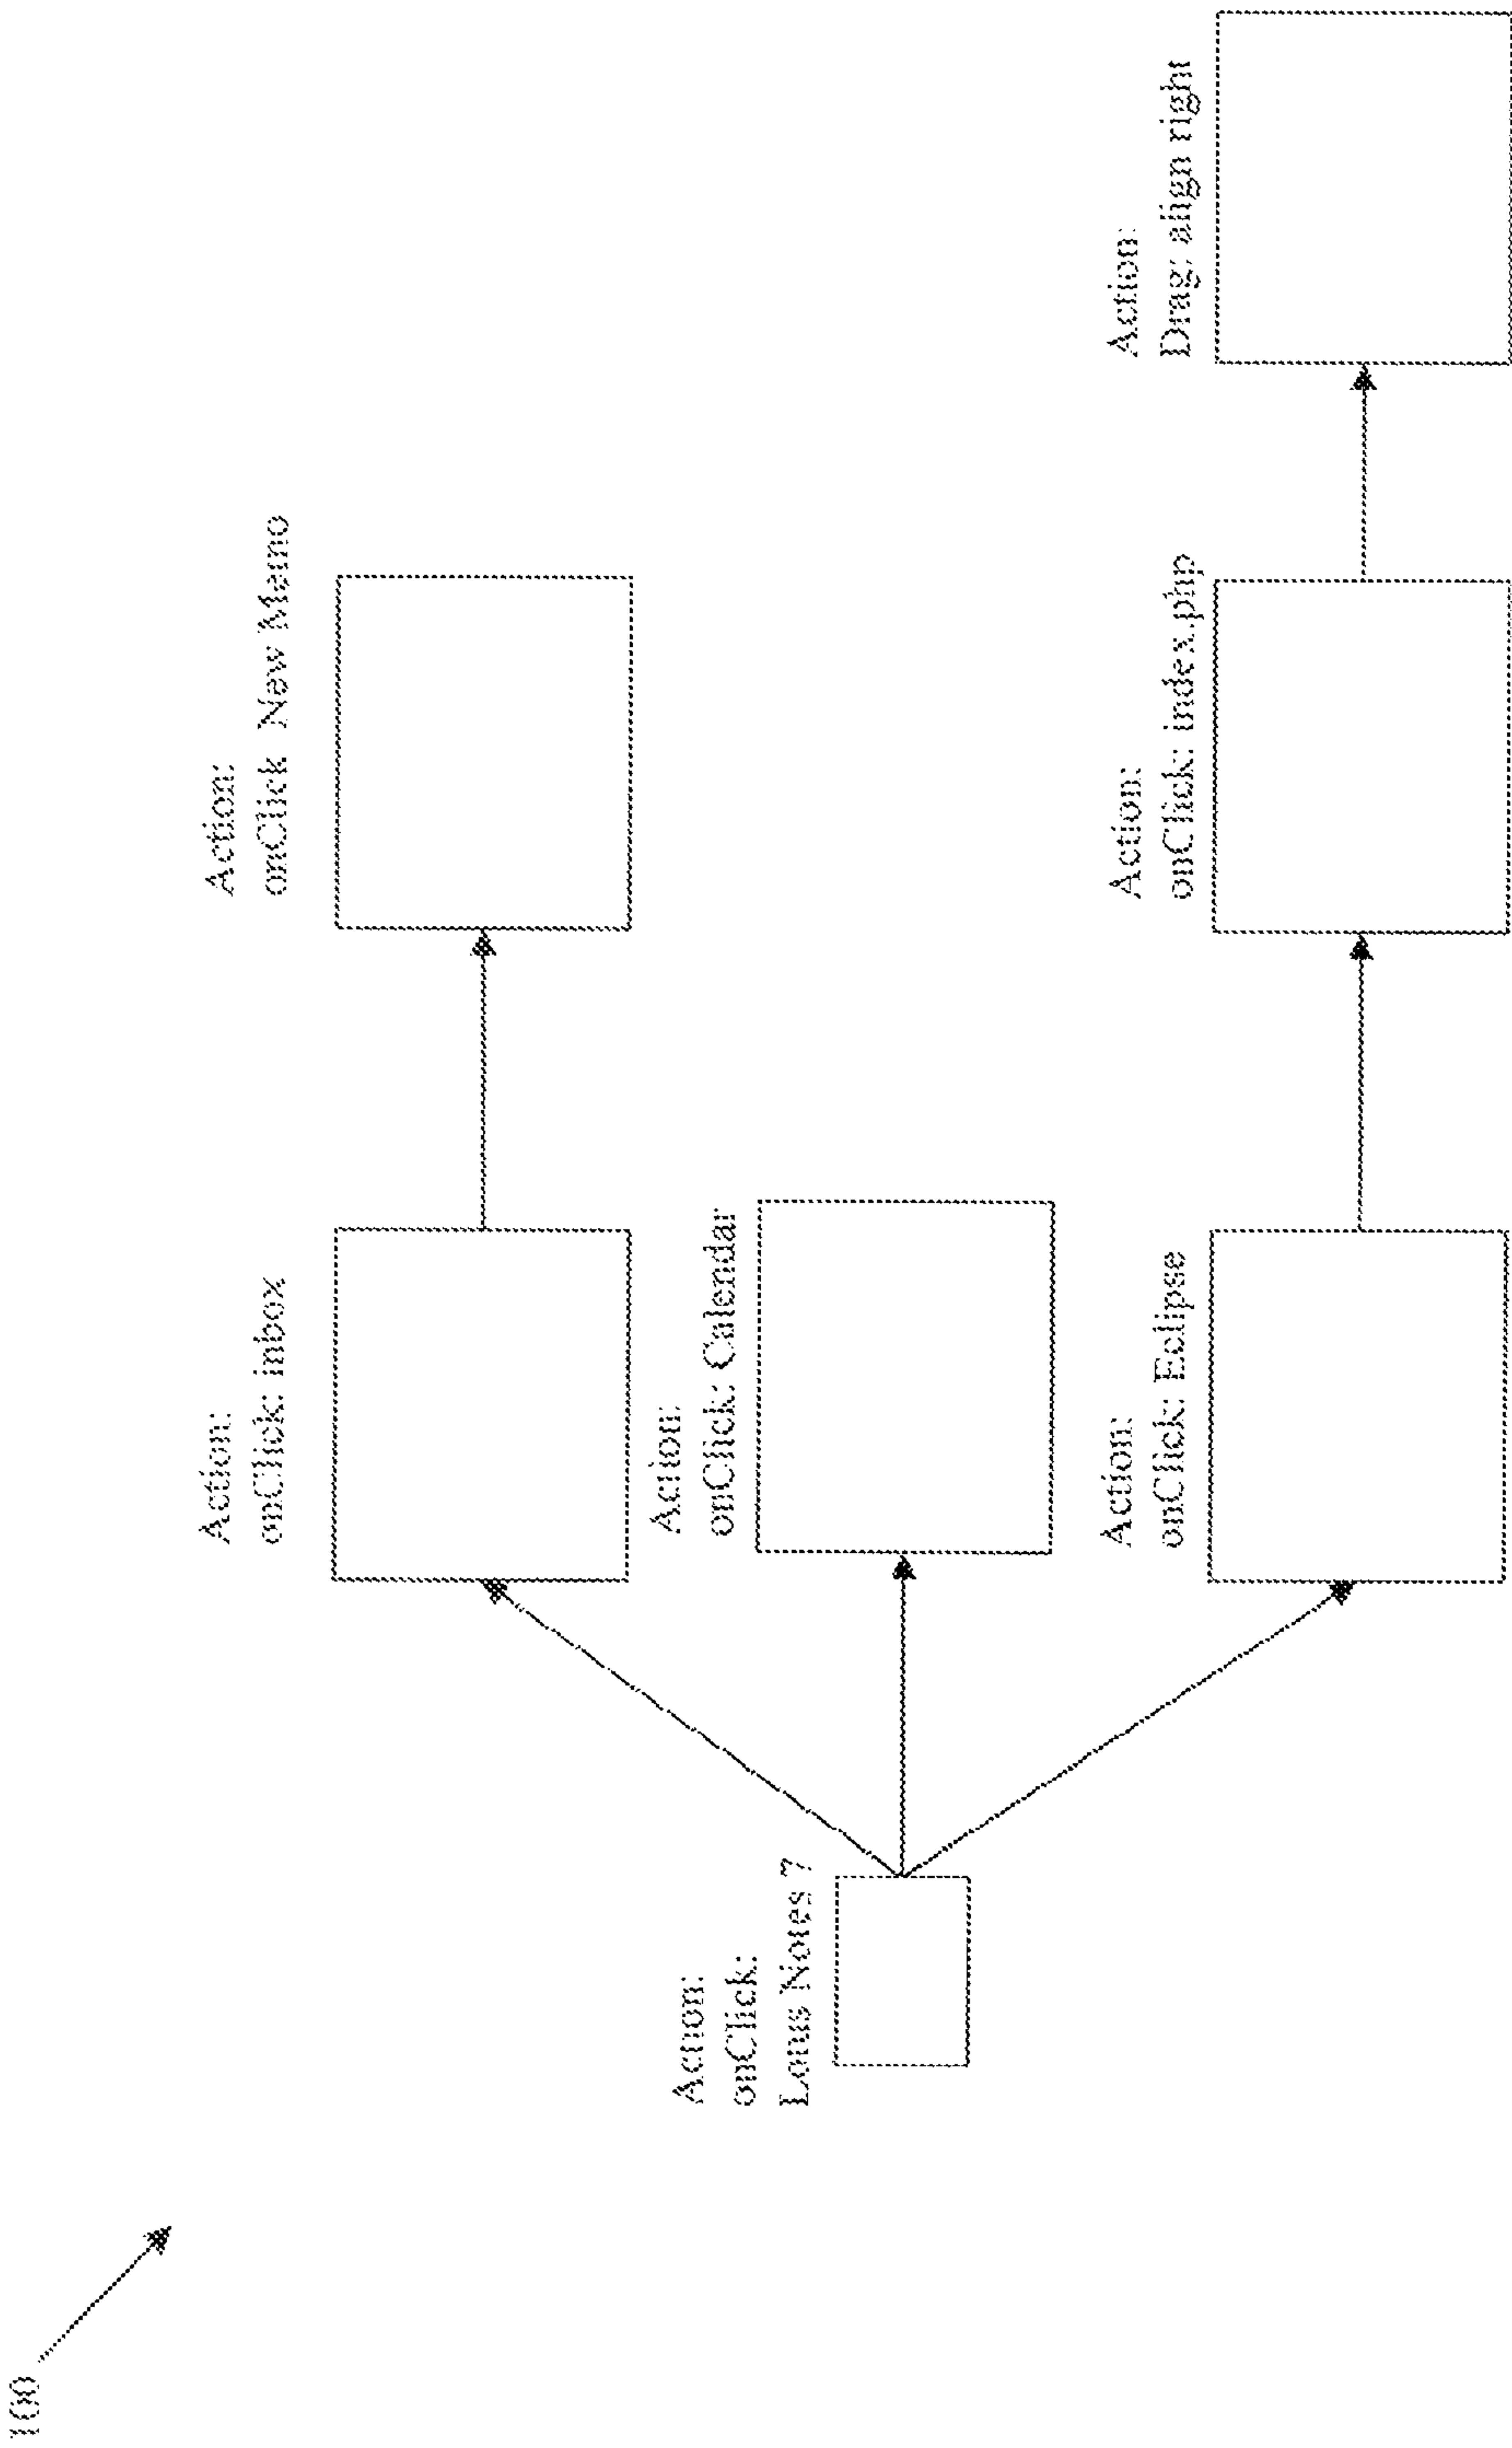 100
Action:
onClick: inbox
Action:
onClick New Memo
Action:
onClick:
Lotus Notes 7
Action:
onClick: Calendar
Action:
onClick: Eclipse
Action:
onClick: index.php
Action:
Drag: align right